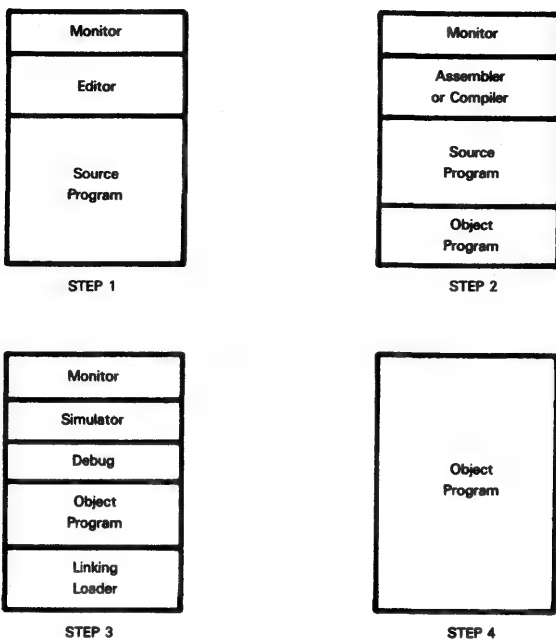 Monitor
Editor
Source
Program
STEP 1
Monitor
Assembler
or Compiler
Source
Program
Object
Program
STEP 2
Monitor
Simulator
Debug
Object
Program
Linking
Loader
STEP 3
Object
Program
STEP 4